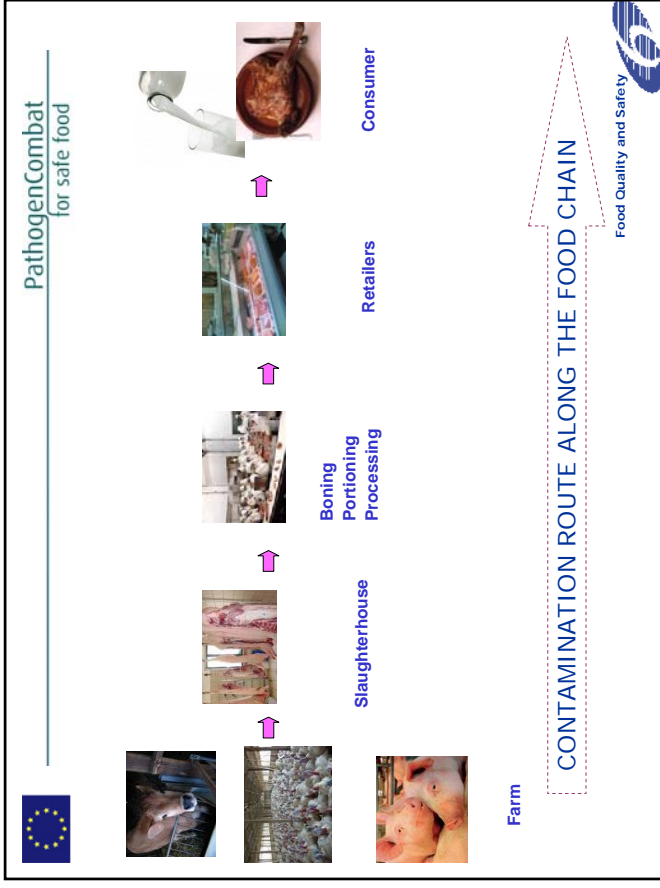 PathogenCombat
for safe food
Farm
Slaughterhouse
Boning
Portioning
Processing
Retailers
Consumer
CONTAMINATION ROUTE ALONG THE FOOD CHAIN
Food Quality and Safety
6